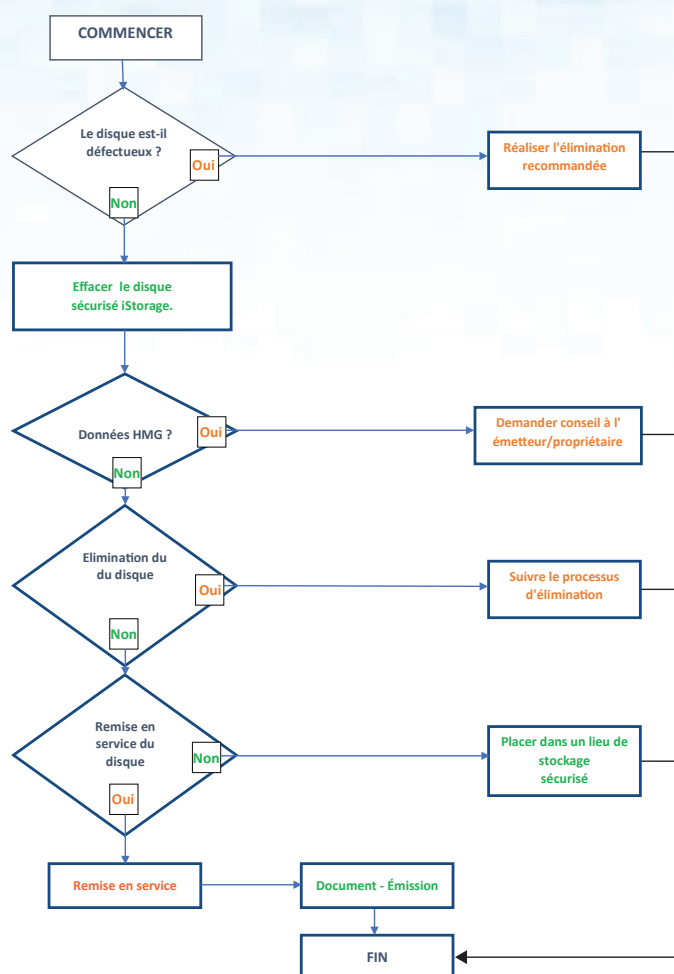 COMMENCER
Le disque est-il
défectueux ?
Oui
Non
Réaliser l'élimination
recommandée
Effacer le disque
sécurisé iStorage.
Données HMG ?
Oui
Non
Demander conseil à l'
émetteur/propriétaire
Elimination du
du disque
Oui
Non
Suivre le processus
d'élimination
Remise en
service du
disque
Non
Oui
Placer dans un lieu de
stockage
sécurisé
Remise en service
Document - Émission
FIN